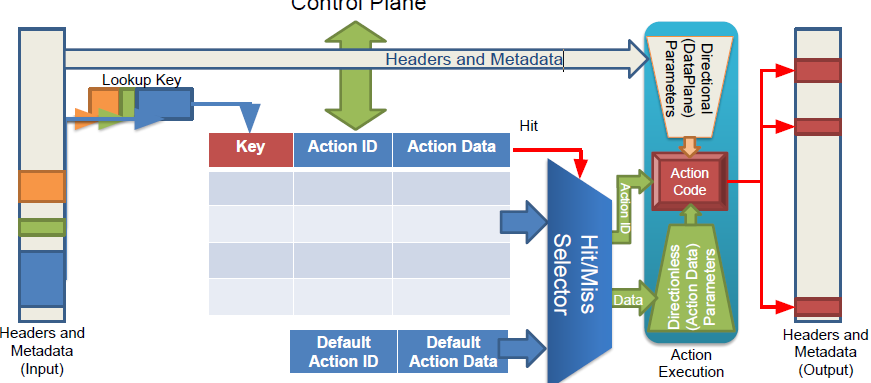 Control Plane
Headers and Metadata
Directional
(DataPlane)
Parameters
Lookup Key
Hit
Key
Action ID
Action Data
Action
Code
Action ID
Hit/Miss
Selector
Data
Directionless
(Action Data)
Parameters
Default
Action ID
Default
Action Data
Headers and
Metadata
(Input)
Action
Execution
Headers and
Metadata
(Output)